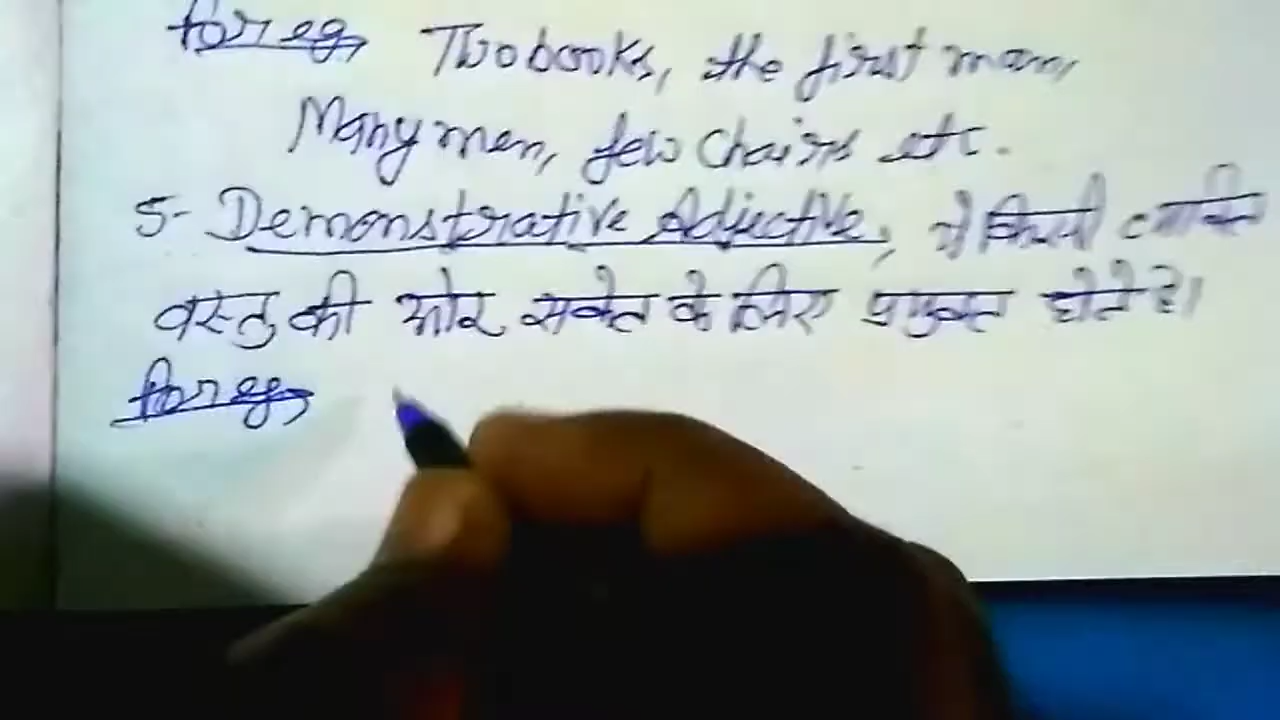 for eg, Two books, the first man,
Many men, few chairs etc.
5- Demonstrative Adjective, ये किसी व्यक्ति
वस्तु की ओर सकेत के लिए प्रयुक्त होते है।
for eg,